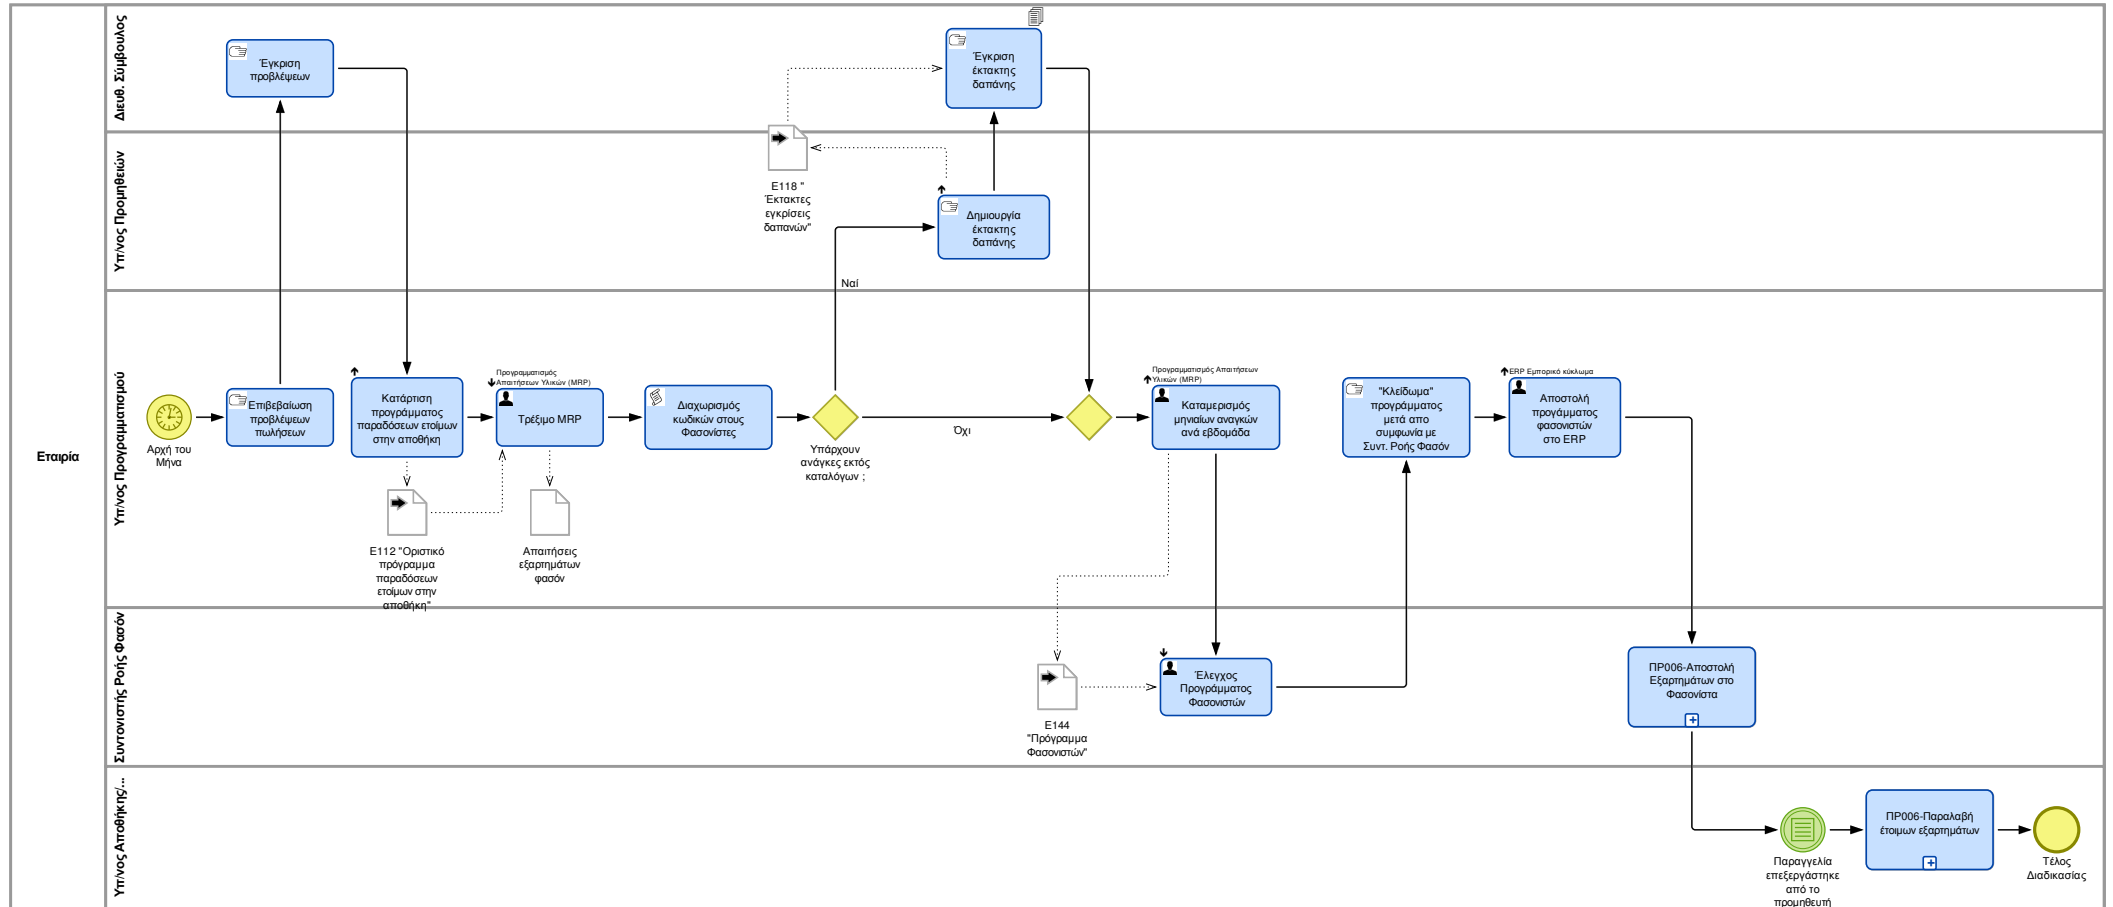 Εταιρία
Διευθ. Σύμβουλος
Έγκριση
προβλέψεων
Έγκριση
έκτακτης
δαπάνης
Υπ/νος Προμηθειών
Ε118 "
Έκτακτες
εγκρίσεις
δαπανών"
Δημιουργία
έκτακτης
δαπάνης
Ναί
Υπ/νος Προγραμματισμού
Αρχή του
Μήνα
Επιβεβαίωση
προβλέψεων
πωλήσεων
Κατάρτιση
προγράμματος
παραδόσεων ετοίμων
στην αποθήκη
Ε112 "Οριστικό
πρόγραμμα
παραδόσεων
ετοίμων στην
αποθήκη"
Προγραμματισμός
Απαιτήσεων Υλικών (MRP)
Τρέξιμο MRP
Απαιτήσεις
εξαρτημάτων
φασόν
Διαχωρισμός
κωδικών στους
Φασονίστες
Υπάρχουν
ανάγκες εκτός
καταλόγων ;
Όχι
Προγραμματισμός Απαιτήσεων
Υλικών (MRP)
Καταμερισμός
μηνιαίων αναγκών
ανά εβδομάδα
"Κλείδωμα"
προγράμματος
μετά απο
συμφωνία με
Συντ. Ροής Φασόν
ERP Εμπορικό κύκλωμα
Αποστολή
προγάμματος
φασονιστών
στο ERP
Συντονιστής Ροής Φασόν
Ε144
"Πρόγραμμα
Φασονιστών"
Έλεγχος
Προγράμματος
Φασονιστών
ΠΡ006-Αποστολή
Εξαρτημάτων στο
Φασονίστα
Υπ/νος Αποθήκης/...
Παραγγελία
επεξεργάστηκε
από το
προμηθευτή
ΠΡ006-Παραλαβή
έτοιμων εξαρτημάτων
Τέλος
Διαδικασίας